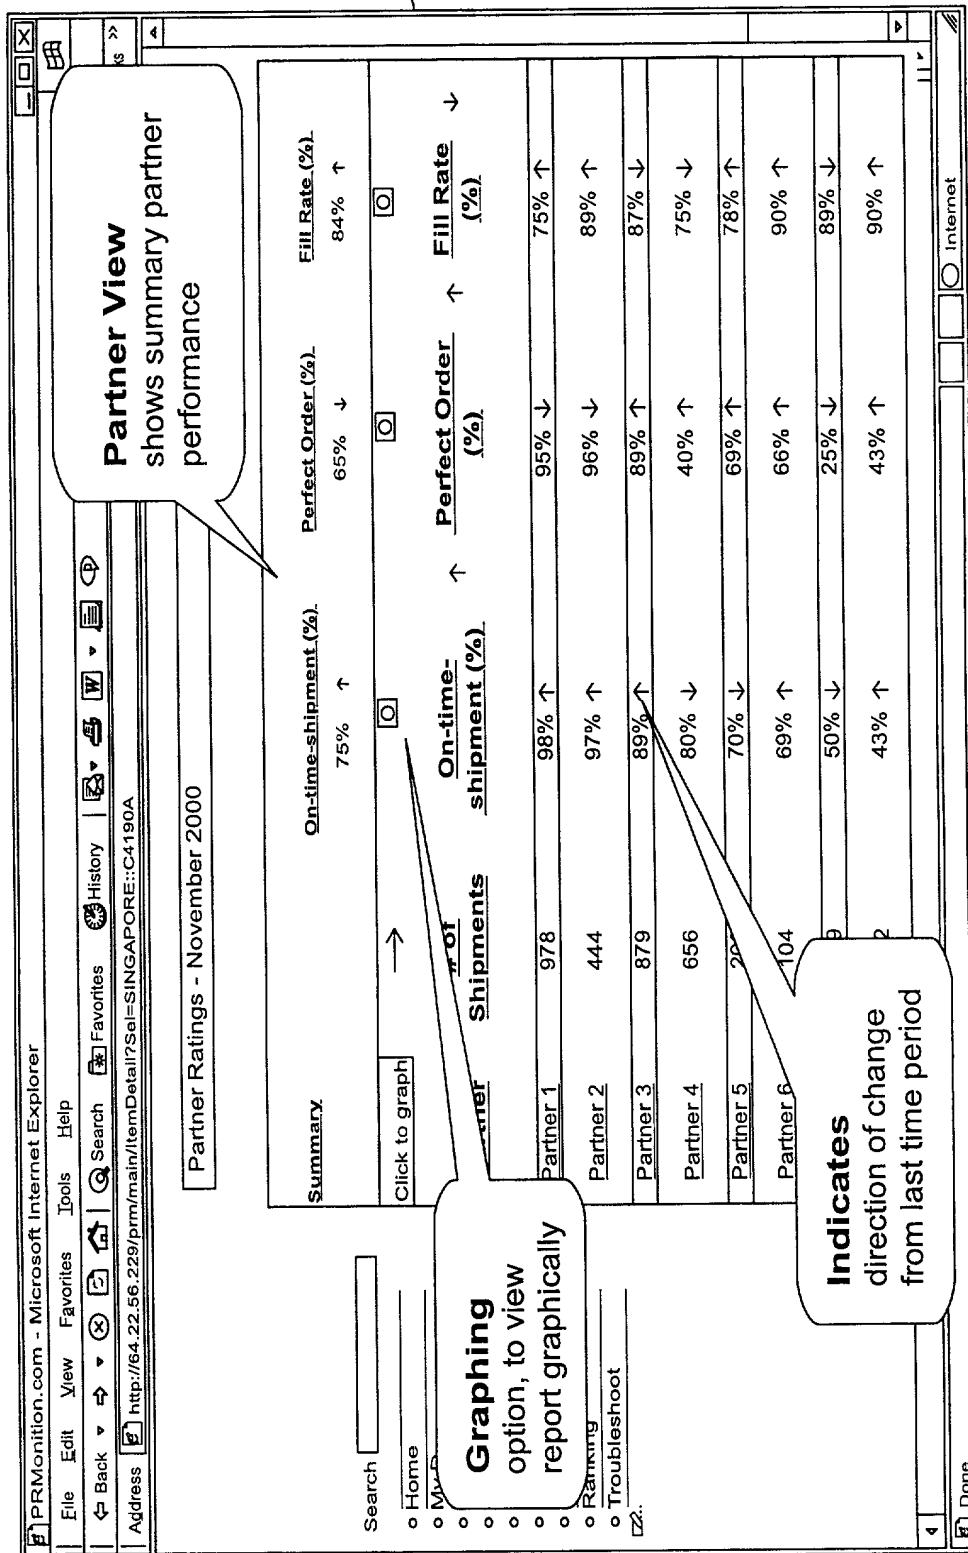 PRMonition.com - Microsoft Internet Explorer
File Edit View Favorites Tools Help
Back Search Favorites History
Address http://64.22.56.229/prm/main/ItemDetail?Sel=SINGAPORE::C4190A
Partner View
shows summary partner
performance
Partner Ratings - November 2000
Search
Home
Ranking
Troubleshoot
Summary On-time-shipment (%) Perfect Order (%) Fill Rate (%)
75% ↑ 65% ↓ 84% ↑
Click to graph →
# of
Shipments On-time-
shipment (%) ↑ Perfect Order
(%) ↑ Fill Rate
(%) ↓
Partner 1 978 98% ↑ 95% ↓ 75% ↑
Partner 2 444 97% ↑ 96% ↓ 89% ↑
Partner 3 879 89% ↑ 89% ↑ 87% ↓
Partner 4 656 80% ↓ 40% ↑ 75% ↓
Partner 5 70% ↓ 69% ↑ 78% ↑
Partner 6 104 69% ↑ 66% ↑ 90% ↑
50% ↓ 25% ↓ 89% ↓
43% ↑ 43% ↑ 90% ↑
Graphing
option, to view
report graphically
Indicates
direction of change
from last time period
Done Internet